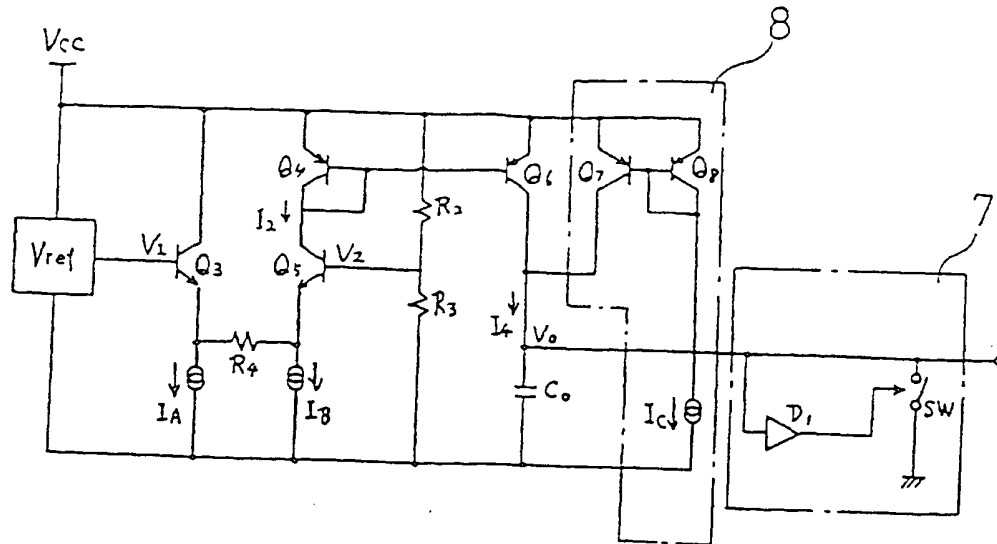 8
Vcc
Q4
Q6
Q7
Q8
I2
R2
7
Vref
V1
Q3
Q5
V2
R3
I4
Vo
R4
IA
IB
Co
Ic
D1
SW